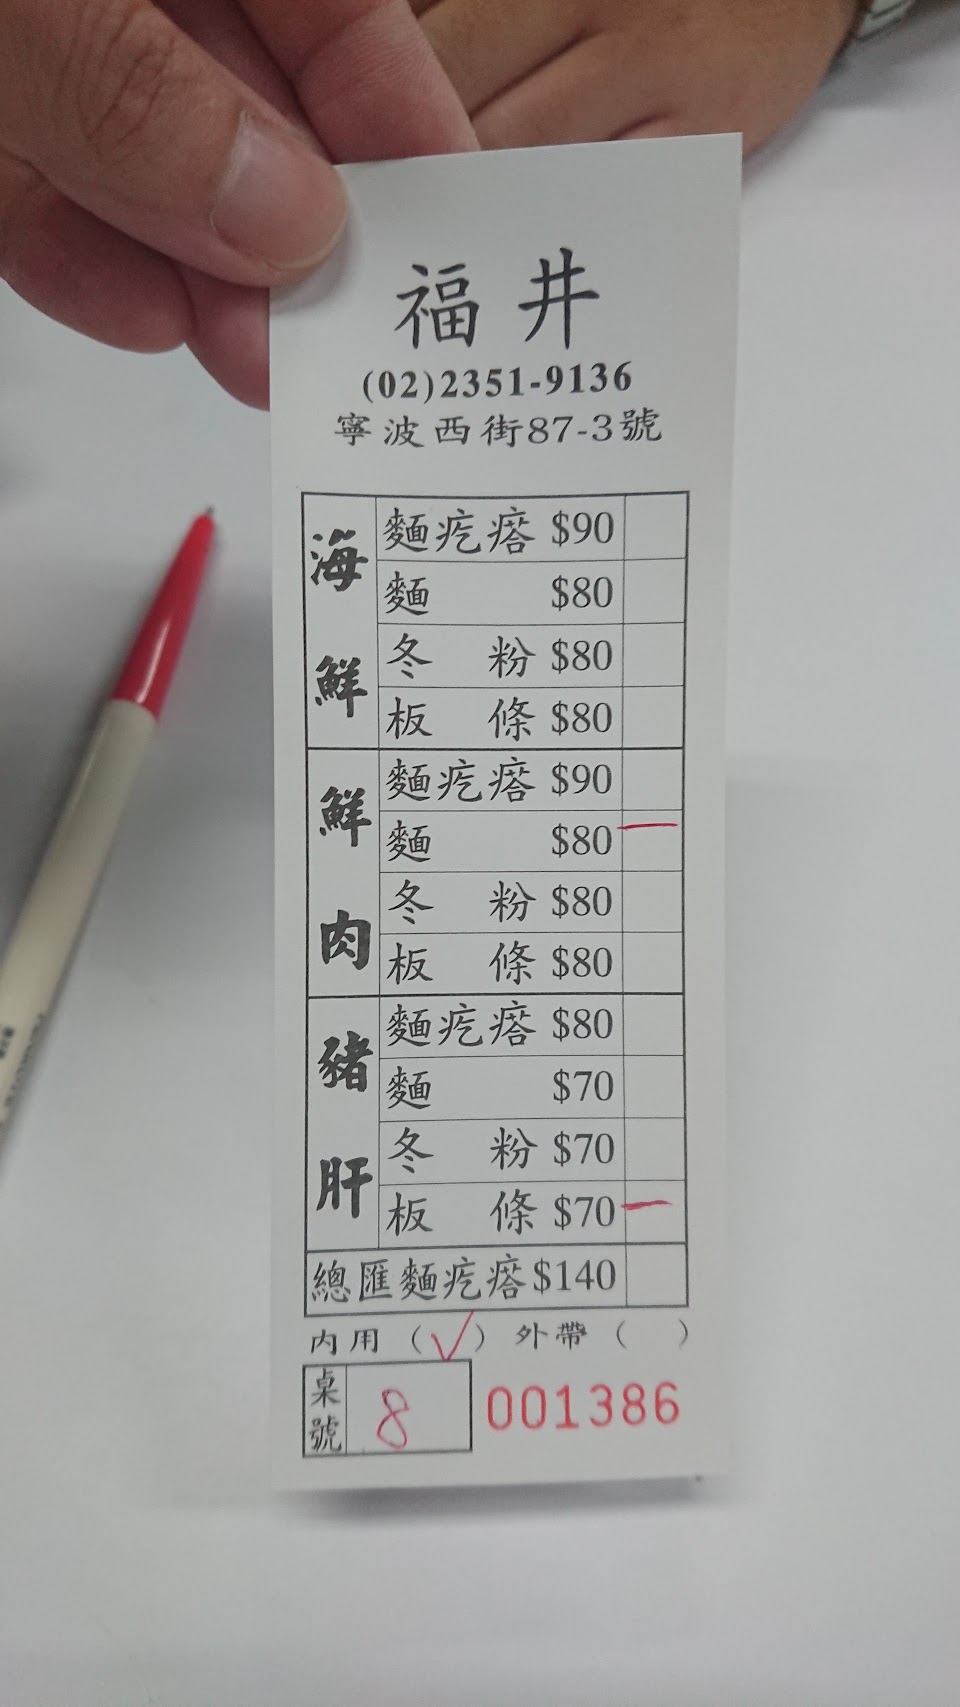 福井
(02)2351-9136
寧波西街87-3號
海鮮
麵疙瘩 $90
麵 $80
冬粉 $80
板條 $80
鮮肉
麵疙瘩 $90
麵 $80 一
冬粉 $80
板條 $80
豬肝
麵疙瘩 $80
麵 $70
冬粉 $70
板條 $70 一
總匯麵疙瘩$140
內用（✓）外帶（ ）
桌號 8 001386